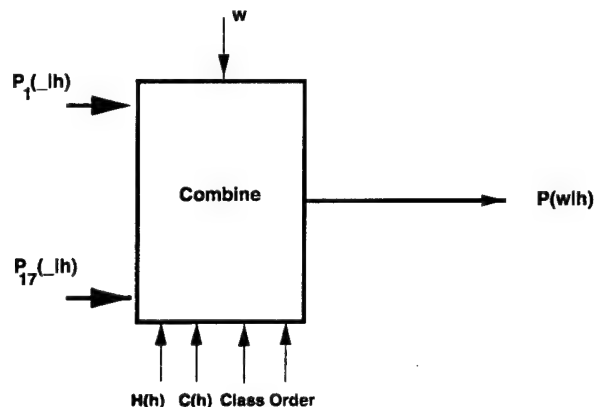 w
P1(_|h)
Combine
P(w|h)
P17(_|h)
H(h) C(h) Class Order